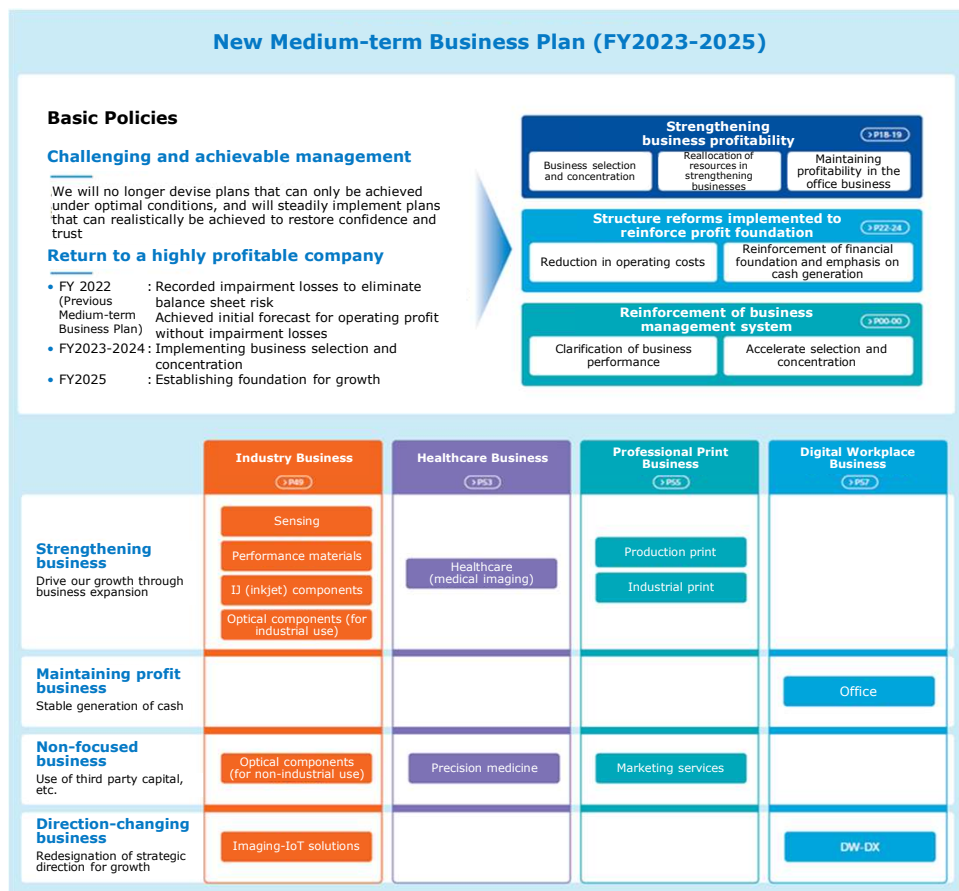 New Medium-term Business Plan (FY2023-2025)
Basic Policies
Challenging and achievable management
We will no longer devise plans that can only be achieved
under optimal conditions, and will steadily implement plans
that can realistically be achieved to restore confidence and
trust
Return to a highly profitable company
• FY 2022 : Recorded impairment losses to eliminate
(Previous balance sheet risk
Medium-term Achieved initial forecast for operating profit
Business Plan) without impairment losses
• FY2023-2024 : Implementing business selection and
concentration
• FY2025 : Establishing foundation for growth
Strengthening
business profitability
>P18-19
Business selection
and concentration
Reallocation of
resources in
strengthening
businesses
Maintaining
profitability in the
office business
Structure reforms implemented to
reinforce profit foundation
>P22-24
Reduction in operating costs
Reinforcement of financial
foundation and emphasis on
cash generation
Reinforcement of business
management system
>P00-00
Clarification of business
performance
Accelerate selection and
concentration
Industry Business
>P49
Healthcare Business
>P53
Professional Print
Business
>P55
Digital Workplace
Business
>P57
Strengthening
business
Drive our growth through
business expansion
Sensing
Performance materials
IJ (inkjet) components
Optical components (for
industrial use)
Healthcare
(medical imaging)
Production print
Industrial print
Maintaining profit
business
Stable generation of cash
Office
Non-focused
business
Use of third party capital,
etc.
Optical components
(for non-industrial use)
Precision medicine
Marketing services
Direction-changing
business
Redesignation of strategic
direction for growth
Imaging-IoT solutions
DW-DX